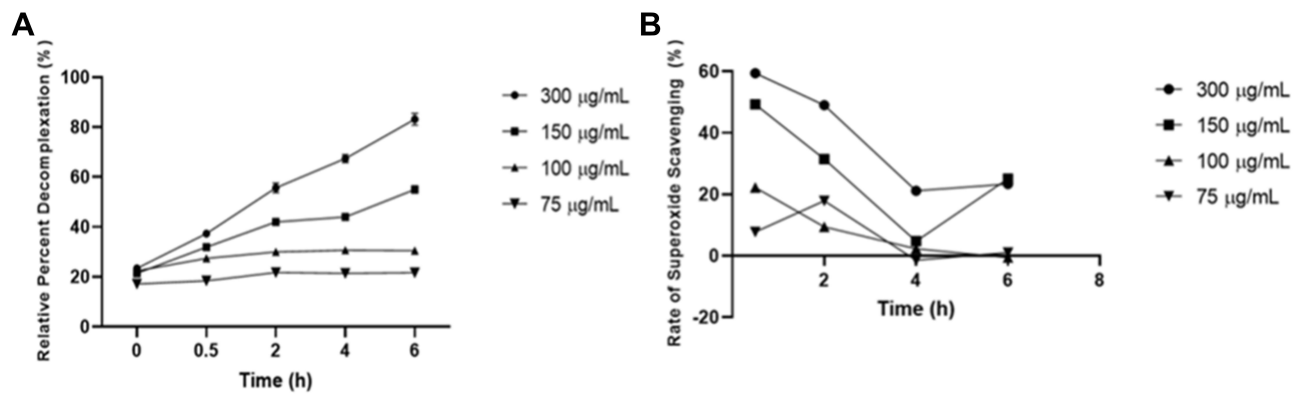 A
Relative Percent Decomplexation (%)
100
80
60
40
20
0
0 0.5 2 4 6
Time (h)
300 μg/mL
150 μg/mL
100 μg/mL
75 μg/mL
B
Rate of Superoxide Scavenging (%)
60
40
20
0
-20
2 4 6 8
Time (h)
300 μg/mL
150 μg/mL
100 μg/mL
75 μg/mL